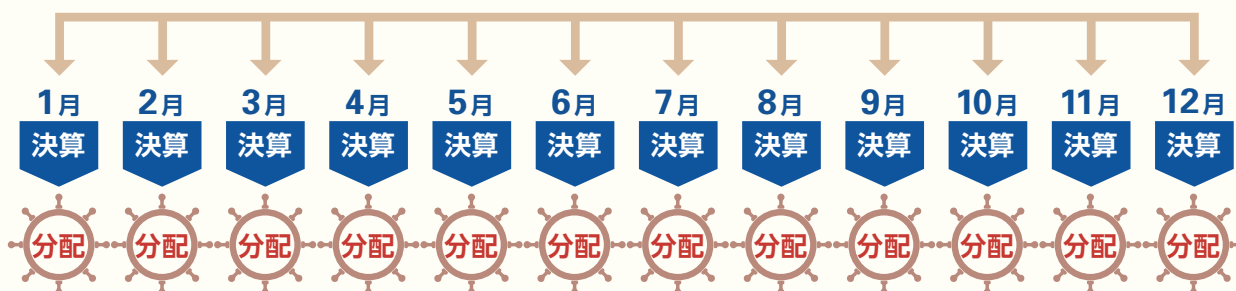 1月 2月 3月 4月 5月 6月 7月 8月 9月 10月 11月 12月
決算 決算 決算 決算 決算 決算 決算 決算 決算 決算 決算 決算
分配 分配 分配 分配 分配 分配 分配 分配 分配 分配 分配 分配